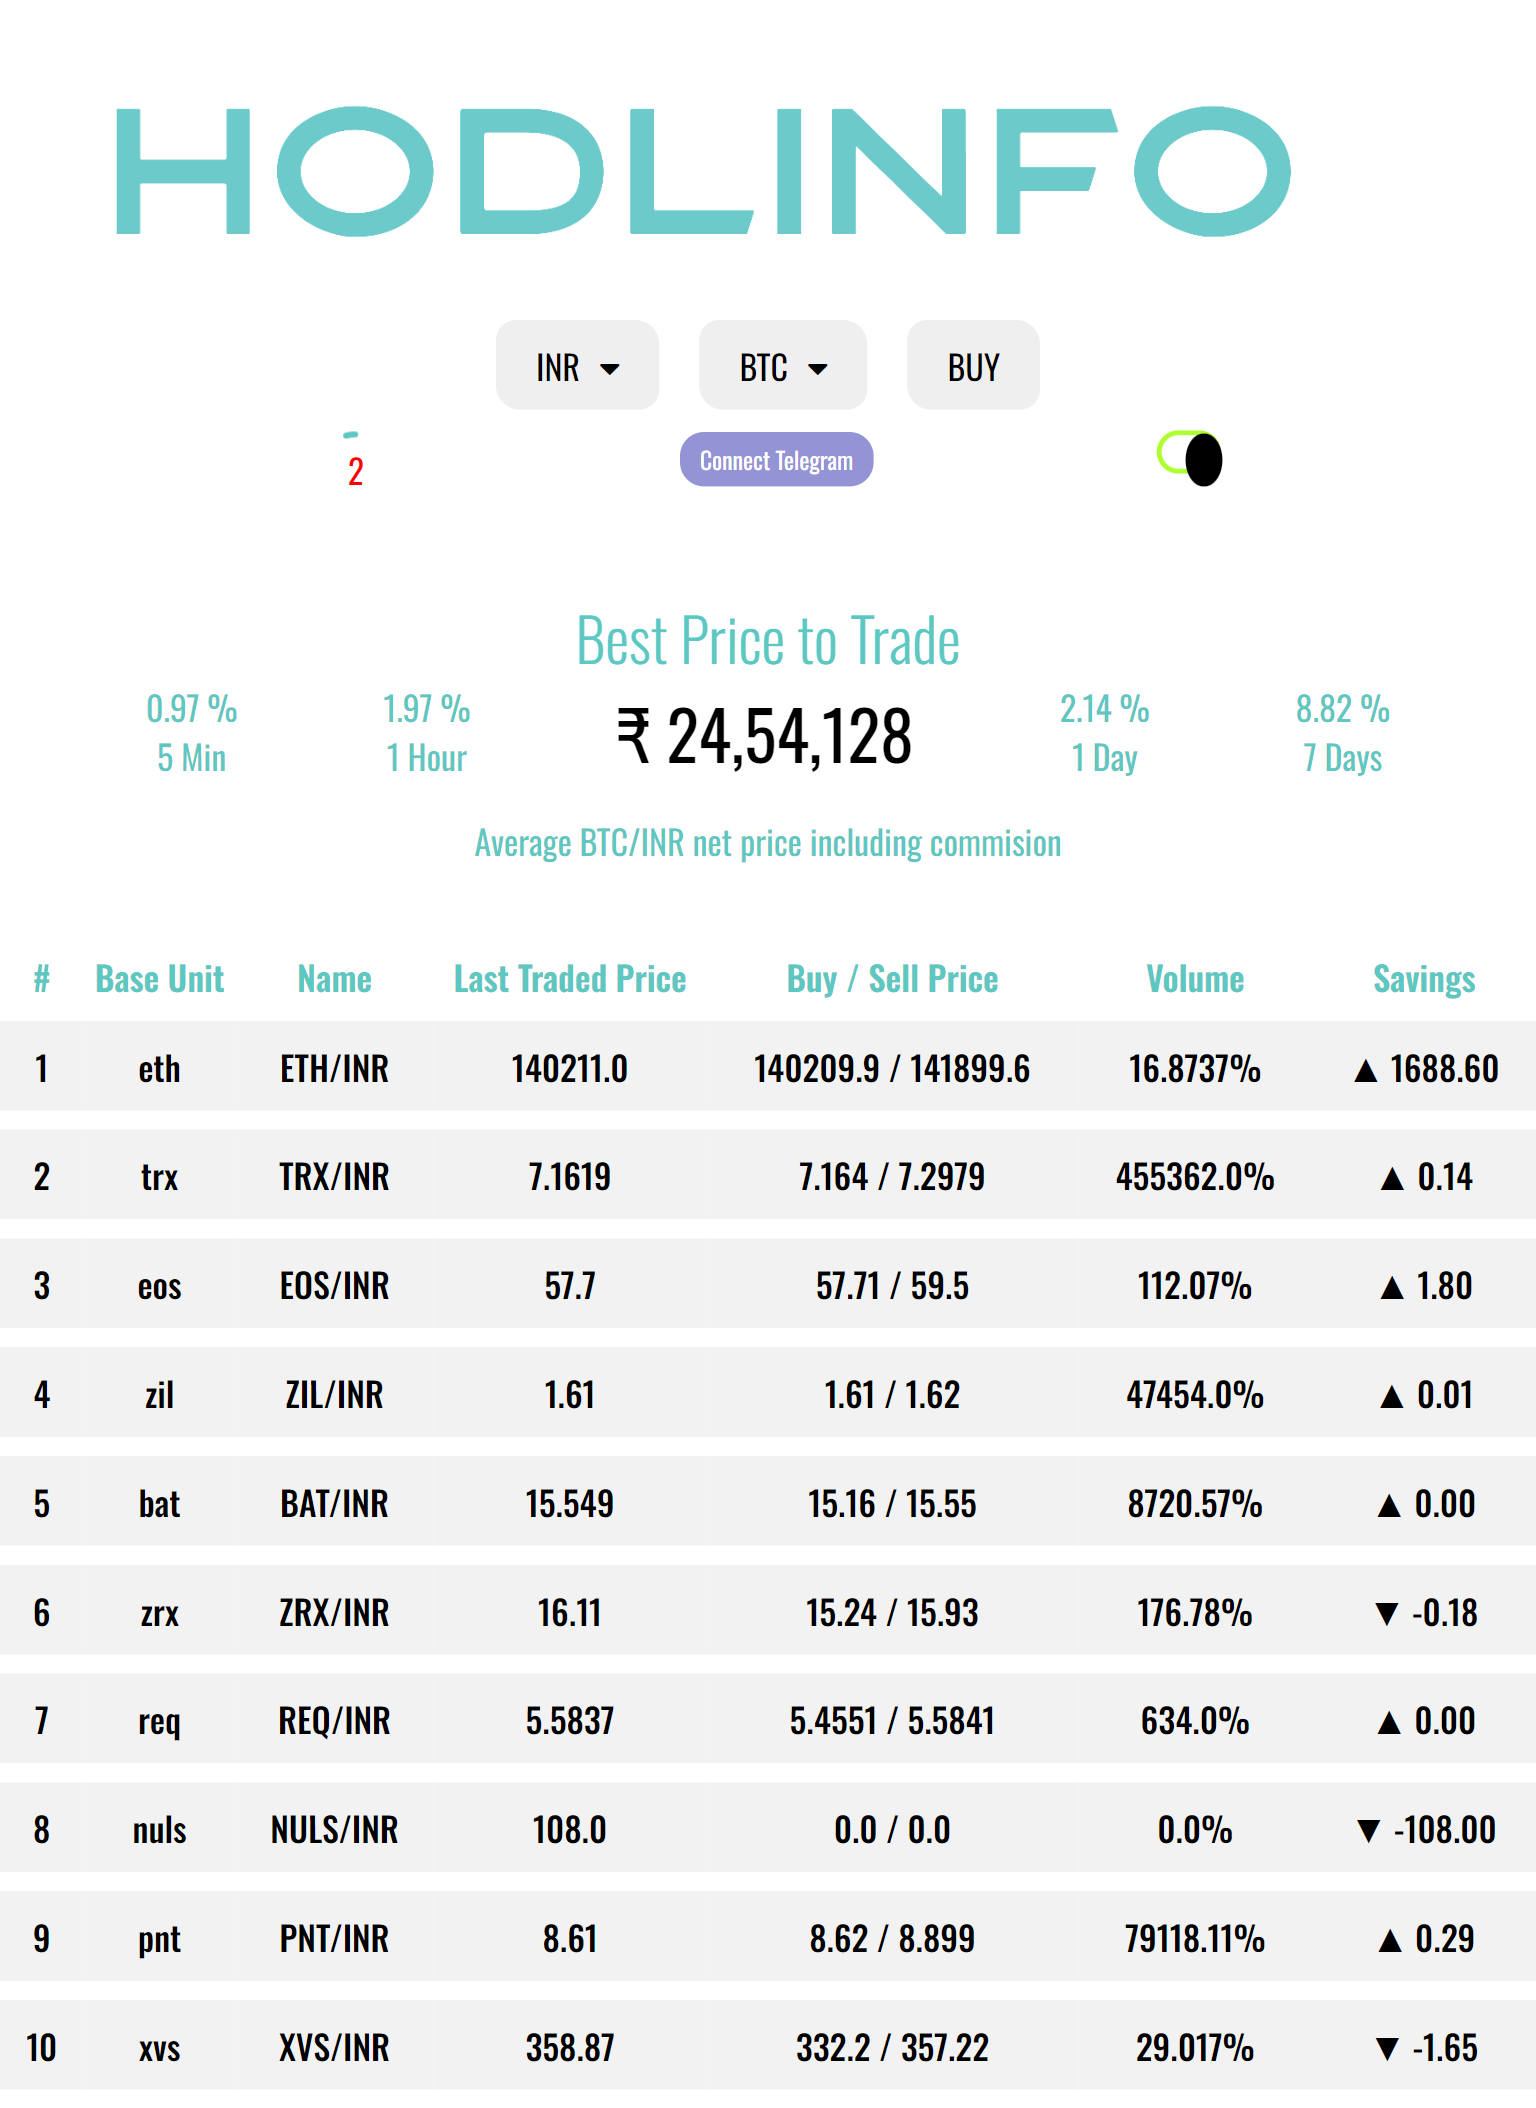 HODLINFO
INR BTC BUY
2 Connect Telegram
Best Price to Trade
0.97 % 1.97 % ₹ 24,54,128 2.14 % 8.82 %
5 Min 1 Hour 1 Day 7 Days
Average BTC/INR net price including commision
# Base Unit Name Last Traded Price Buy / Sell Price Volume Savings
1 eth ETH/INR 140211.0 140209.9 / 141899.6 16.8737% ▲ 1688.60
2 trx TRX/INR 7.1619 7.164 / 7.2979 455362.0% ▲ 0.14
3 eos EOS/INR 57.7 57.71 / 59.5 112.07% ▲ 1.80
4 zil ZIL/INR 1.61 1.61 / 1.62 47454.0% ▲ 0.01
5 bat BAT/INR 15.549 15.16 / 15.55 8720.57% ▲ 0.00
6 zrx ZRX/INR 16.11 15.24 / 15.93 176.78% ▼ -0.18
7 req REQ/INR 5.5837 5.4551 / 5.5841 634.0% ▲ 0.00
8 nuls NULS/INR 108.0 0.0 / 0.0 0.0% ▼ -108.00
9 pnt PNT/INR 8.61 8.62 / 8.899 79118.11% ▲ 0.29
10 xvs XVS/INR 358.87 332.2 / 357.22 29.017% ▼ -1.65